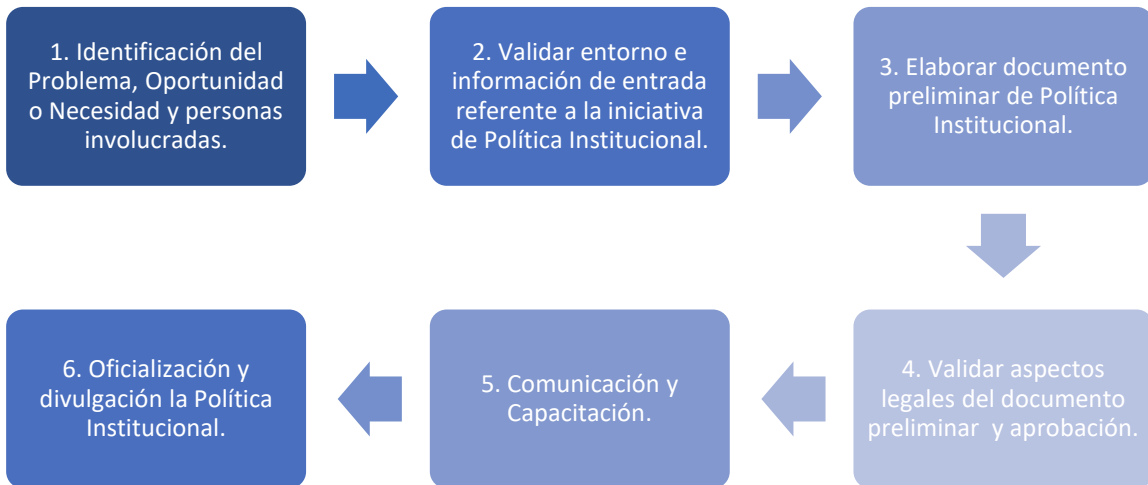 1. Identificación del
Problema, Oportunidad
o Necesidad y personas
involucradas.
2. Validar entorno e
información de entrada
referente a la iniciativa
de Política Institucional.
3. Elaborar documento
preliminar de Política
Institucional.
4. Validar aspectos
legales del documento
preliminar y aprobación.
5. Comunicación y
Capacitación.
6. Oficialización y
divulgación la Política
Institucional.